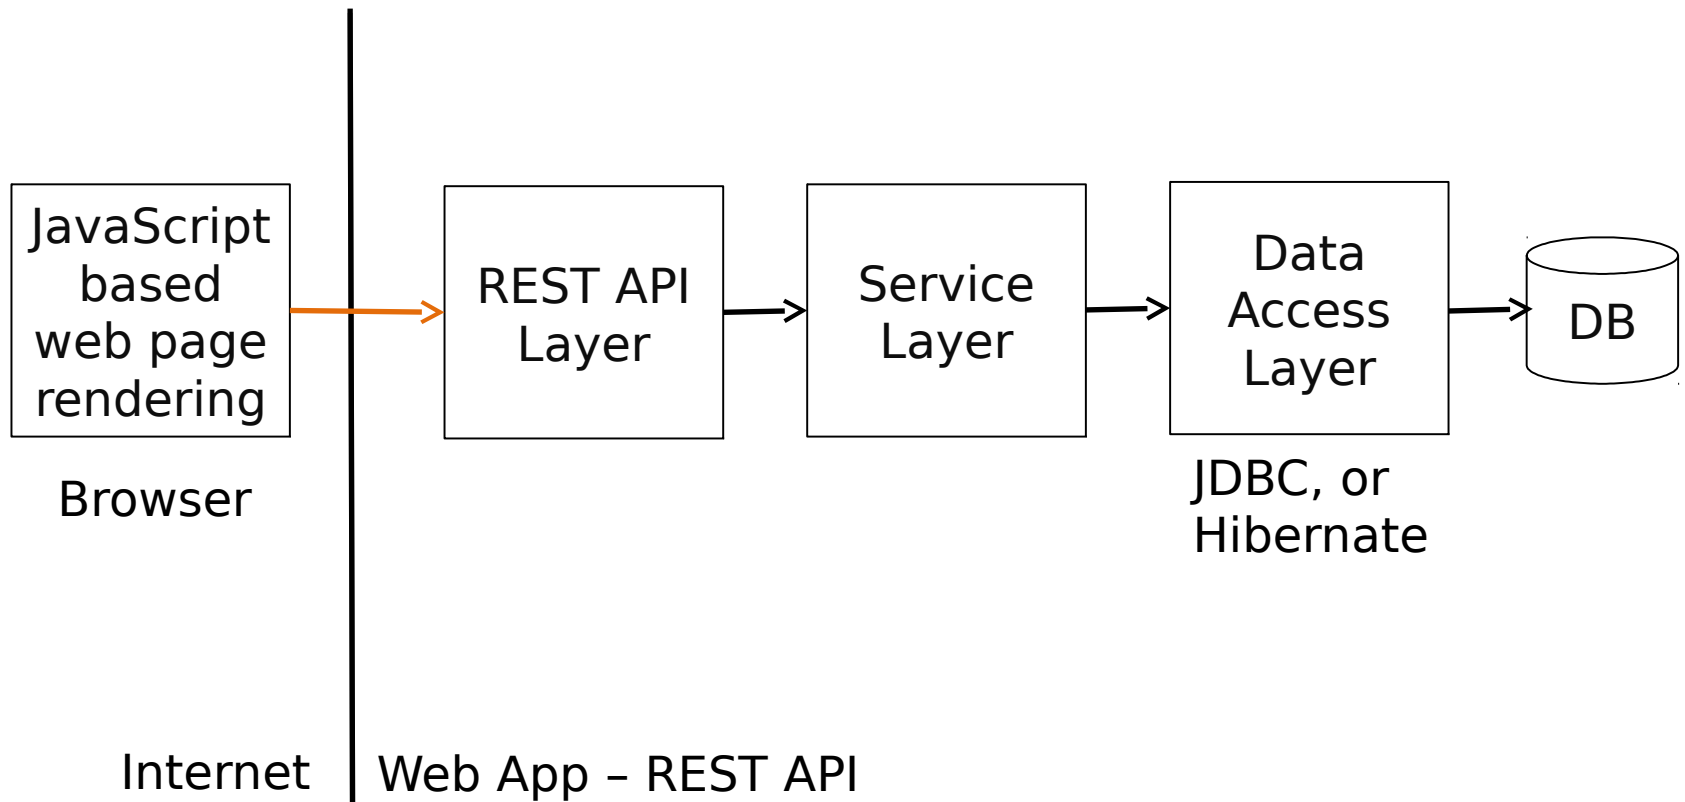 JavaScript
based
web page
rendering
Browser
REST API
Layer
Service
Layer
Data
Access
Layer
JDBC, or
Hibernate
DB
Internet
Web App – REST API